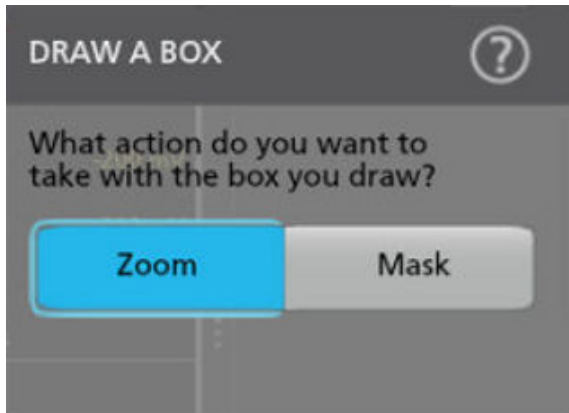 DRAW A BOX
?
What action do you want to
take with the box you draw?
Zoom
Mask